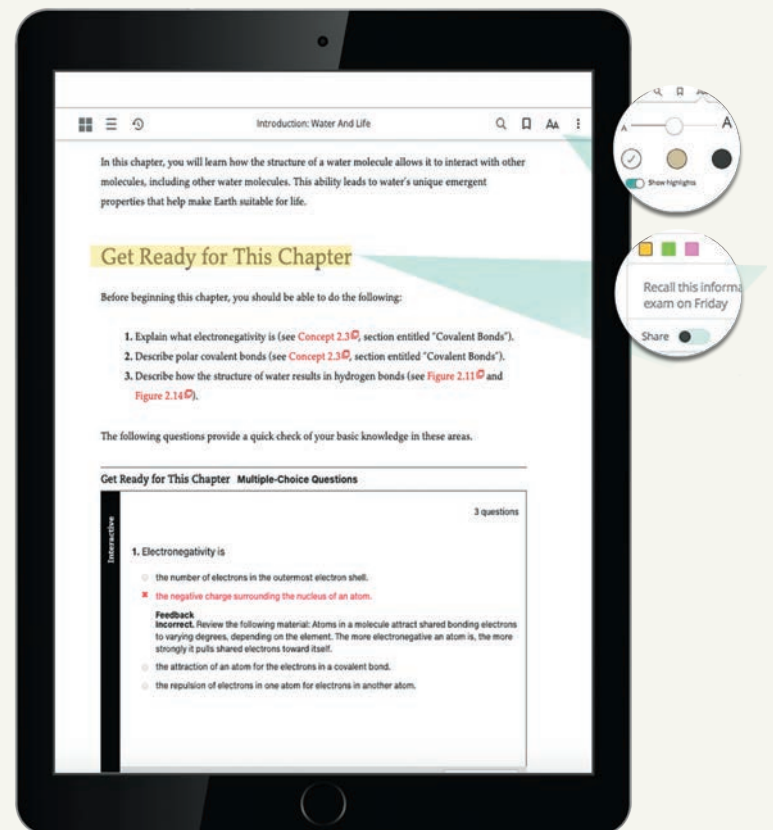 Introduction: Water And Life
AA
In this chapter, you will learn how the structure of a water molecule allows it to interact with other
molecules, including other water molecules. This ability leads to water's unique emergent
properties that help make Earth suitable for life.
Get Ready for This Chapter
Before beginning this chapter, you should be able to do the following:
1. Explain what electronegativity is (see Concept 2.3, section entitled "Covalent Bonds").
2. Describe polar covalent bonds (see Concept 2.3, section entitled "Covalent Bonds").
3. Describe how the structure of water results in hydrogen bonds (see Figure 2.11 and
Figure 2.14).
The following questions provide a quick check of your basic knowledge in these areas.
Get Ready for This Chapter Multiple-Choice Questions
Interactive
3 questions
1. Electronegativity is
the number of electrons in the outermost electron shell.
the negative charge surrounding the nucleus of an atom.
Feedback
Incorrect. Review the following material: Atoms in a molecule attract shared bonding electrons
to varying degrees, depending on the element. The more electronegative an atom is, the more
strongly it pulls shared electrons toward itself.
the attraction of an atom for the electrons in a covalent bond.
the repulsion of electrons in one atom for electrons in another atom.
A A
Show highlights
Recall this informa
exam on Friday
Share